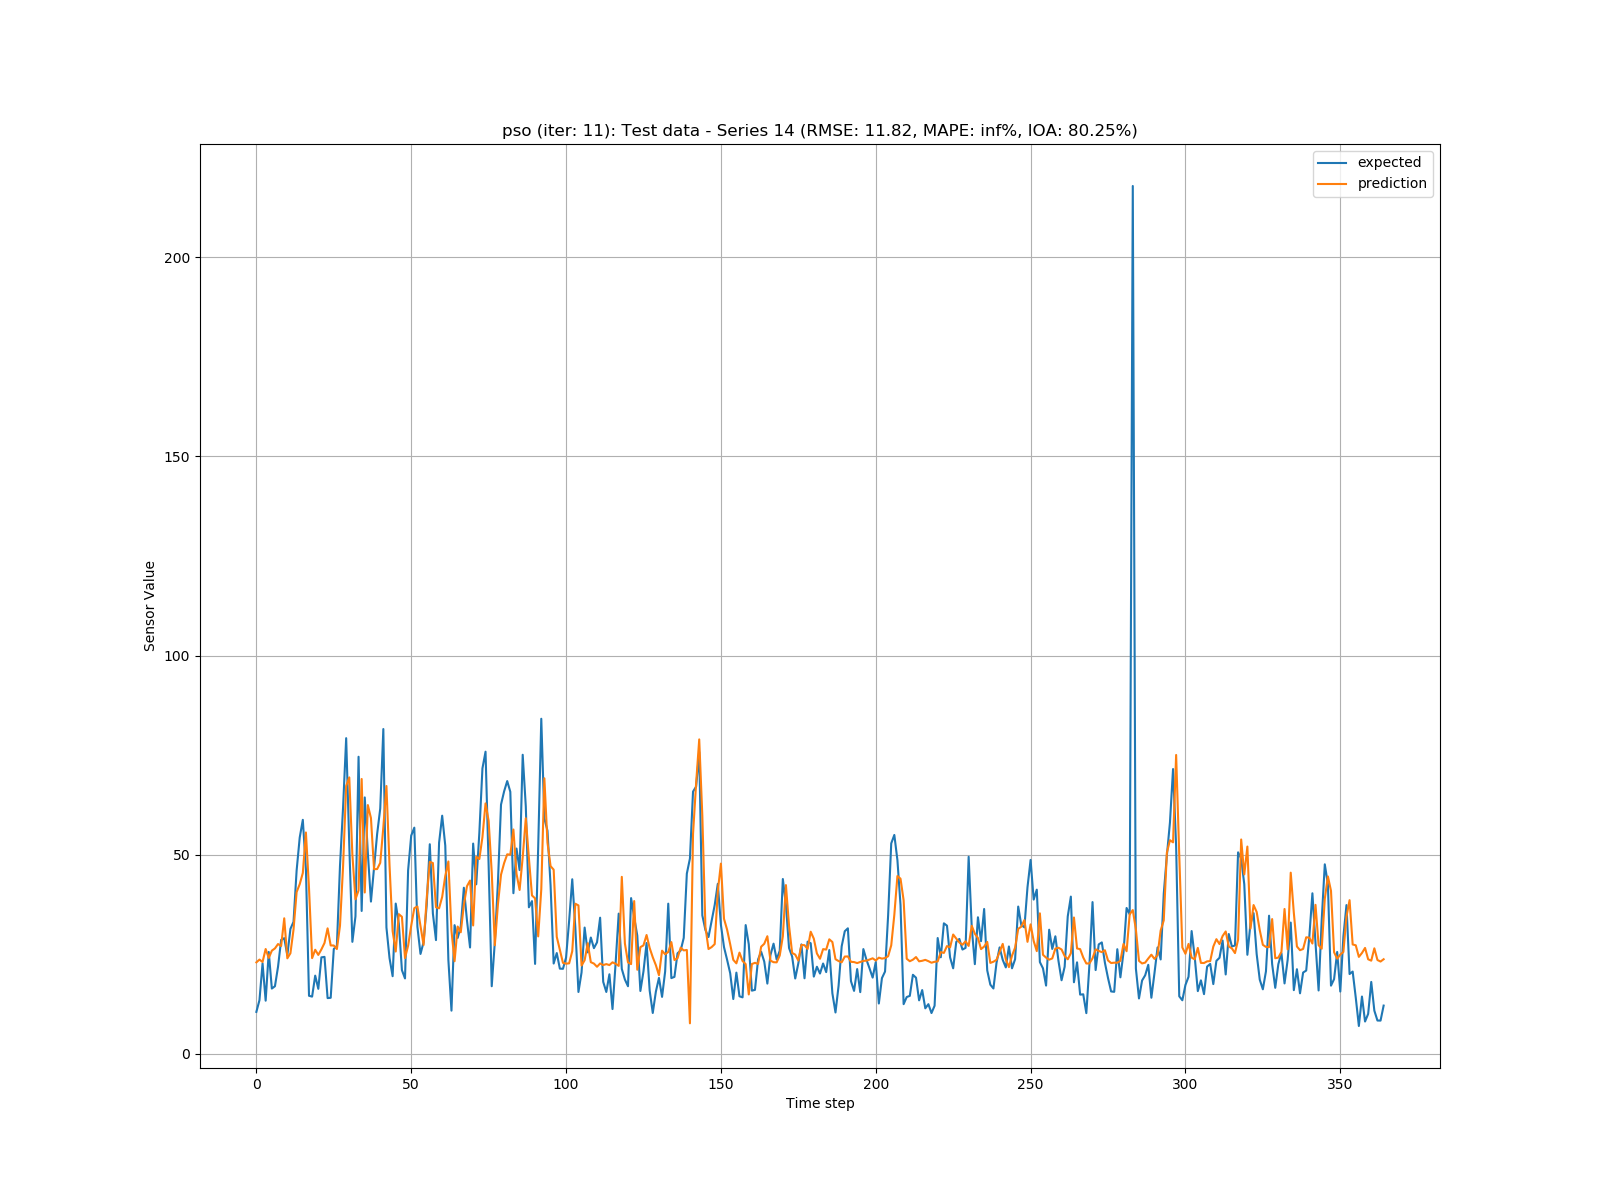 pso (iter: 11): Test data - Series 14 (RMSE: 11.82, MAPE: inf%, IOA: 80.25%)
expected
prediction
200
150
100
50
0
Sensor Value
0 50 100 150 200 250 300 350
Time step